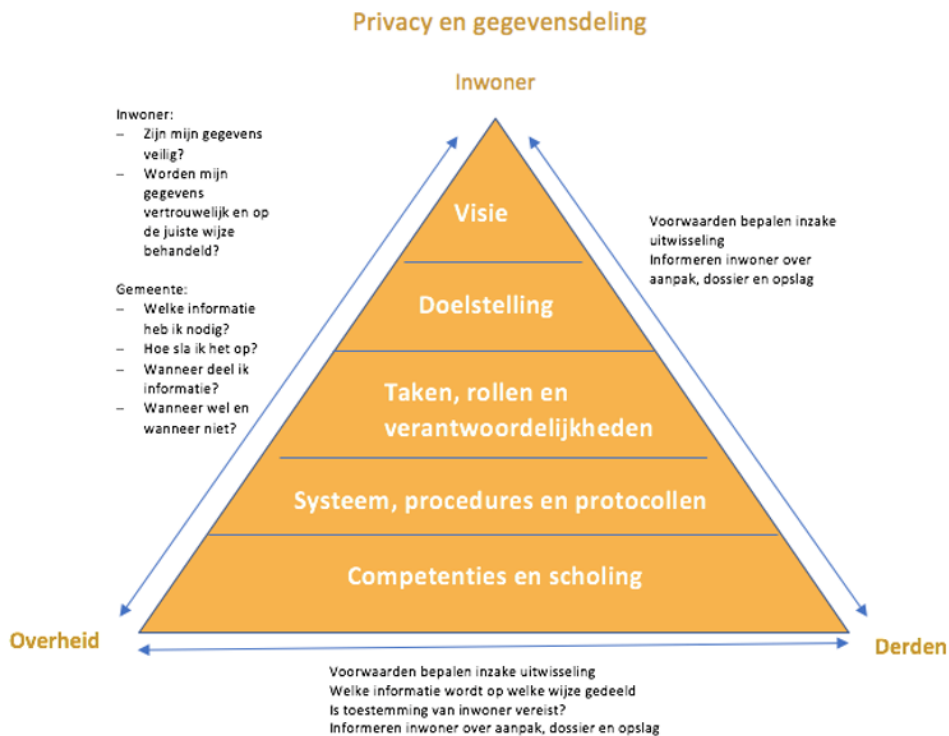 Privacy en gegevensdeling
Inwoner
Inwoner:
– Zijn mijn gegevens
veilig?
– Worden mijn
gegevens
vertrouwelijk en op
de juiste wijze
behandeld?
Gemeente:
– Welke informatie
heb ik nodig?
– Hoe sla ik het op?
– Wanneer deel ik
informatie?
– Wanneer wel en
wanneer niet?
Visie
Doelstelling
Taken, rollen en
verantwoordelijkheden
Systeem, procedures en protocollen
Competenties en scholing
Voorwaarden bepalen inzake
uitwisseling
Informeren inwoner over
aanpak, dossier en opslag
Overheid
Derden
Voorwaarden bepalen inzake uitwisseling
Welke informatie wordt op welke wijze gedeeld
Is toestemming van inwoner vereist?
Informeren inwoner over aanpak, dossier en opslag